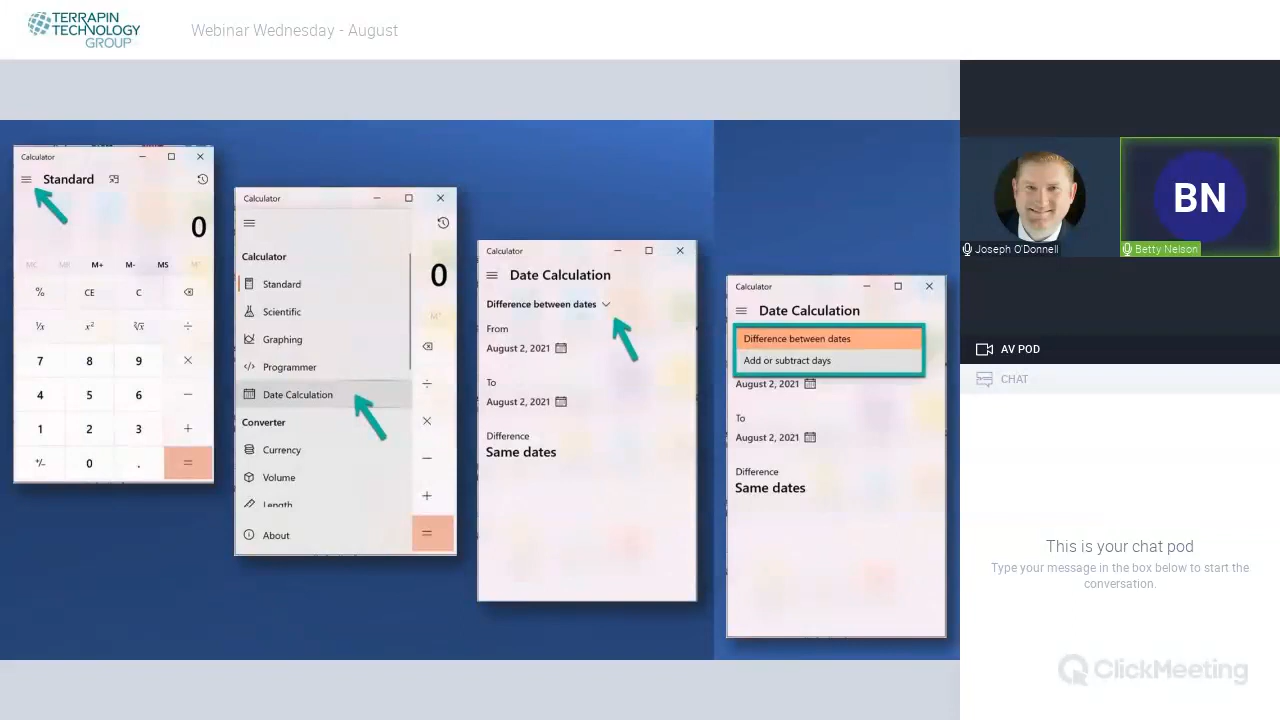 TERRAPIN
TECHNOLOGY
GROUP
Webinar Wednesday - August
Calculator
Standard
0
MC MR M+ M- MS M˅
% CE C
¹/x x² ²√x ÷
7 8 9 ×
4 5 6 −
1 2 3 +
+/− 0 . =
Calculator
Calculator
0
Standard
Scientific
M˅
Graphing
Programmer
÷
Date Calculation
Converter
×
Currency
−
Volume
Length
+
About
=
Calculator
Date Calculation
Difference between dates
From
August 2, 2021
To
August 2, 2021
Difference
Same dates
Calculator
Date Calculation
Difference between dates
Add or subtract days
August 2, 2021
To
August 2, 2021
Difference
Same dates
BN
Joseph O'Donnell
Betty Nelson
AV POD
CHAT
This is your chat pod
Type your message in the box below to start the
conversation.
ClickMeeting